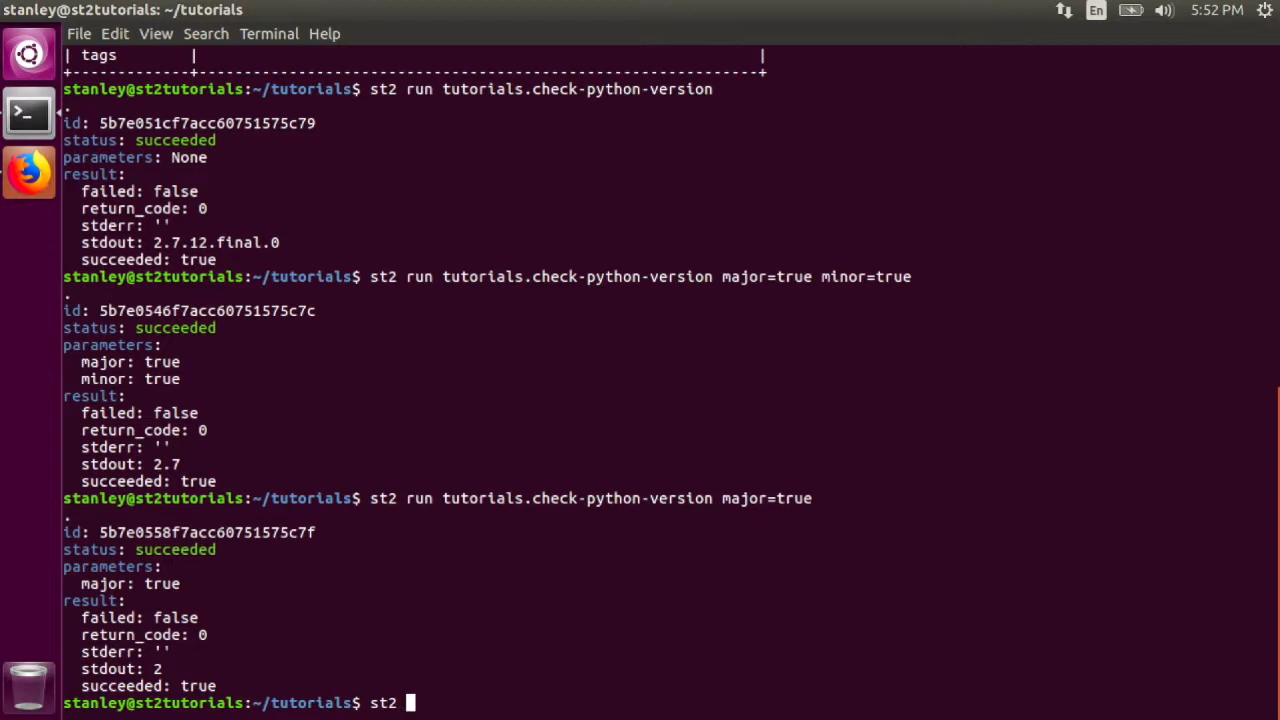 stanley@st2tutorials: ~/tutorials
En
5:52 PM
File Edit View Search Terminal Help
| tags        |                                                               |
+-------------+--------------------------------------------------------------+
stanley@st2tutorials:~/tutorials$ st2 run tutorials.check-python-version
.
id: 5b7e051cf7acc60751575c79
status: succeeded
parameters: None
result:
  failed: false
  return_code: 0
  stderr: ''
  stdout: 2.7.12.final.0
  succeeded: true
stanley@st2tutorials:~/tutorials$ st2 run tutorials.check-python-version major=true minor=true
.
id: 5b7e0546f7acc60751575c7c
status: succeeded
parameters:
  major: true
  minor: true
result:
  failed: false
  return_code: 0
  stderr: ''
  stdout: 2.7
  succeeded: true
stanley@st2tutorials:~/tutorials$ st2 run tutorials.check-python-version major=true
.
id: 5b7e0558f7acc60751575c7f
status: succeeded
parameters:
  major: true
result:
  failed: false
  return_code: 0
  stderr: ''
  stdout: 2
  succeeded: true
stanley@st2tutorials:~/tutorials$ st2